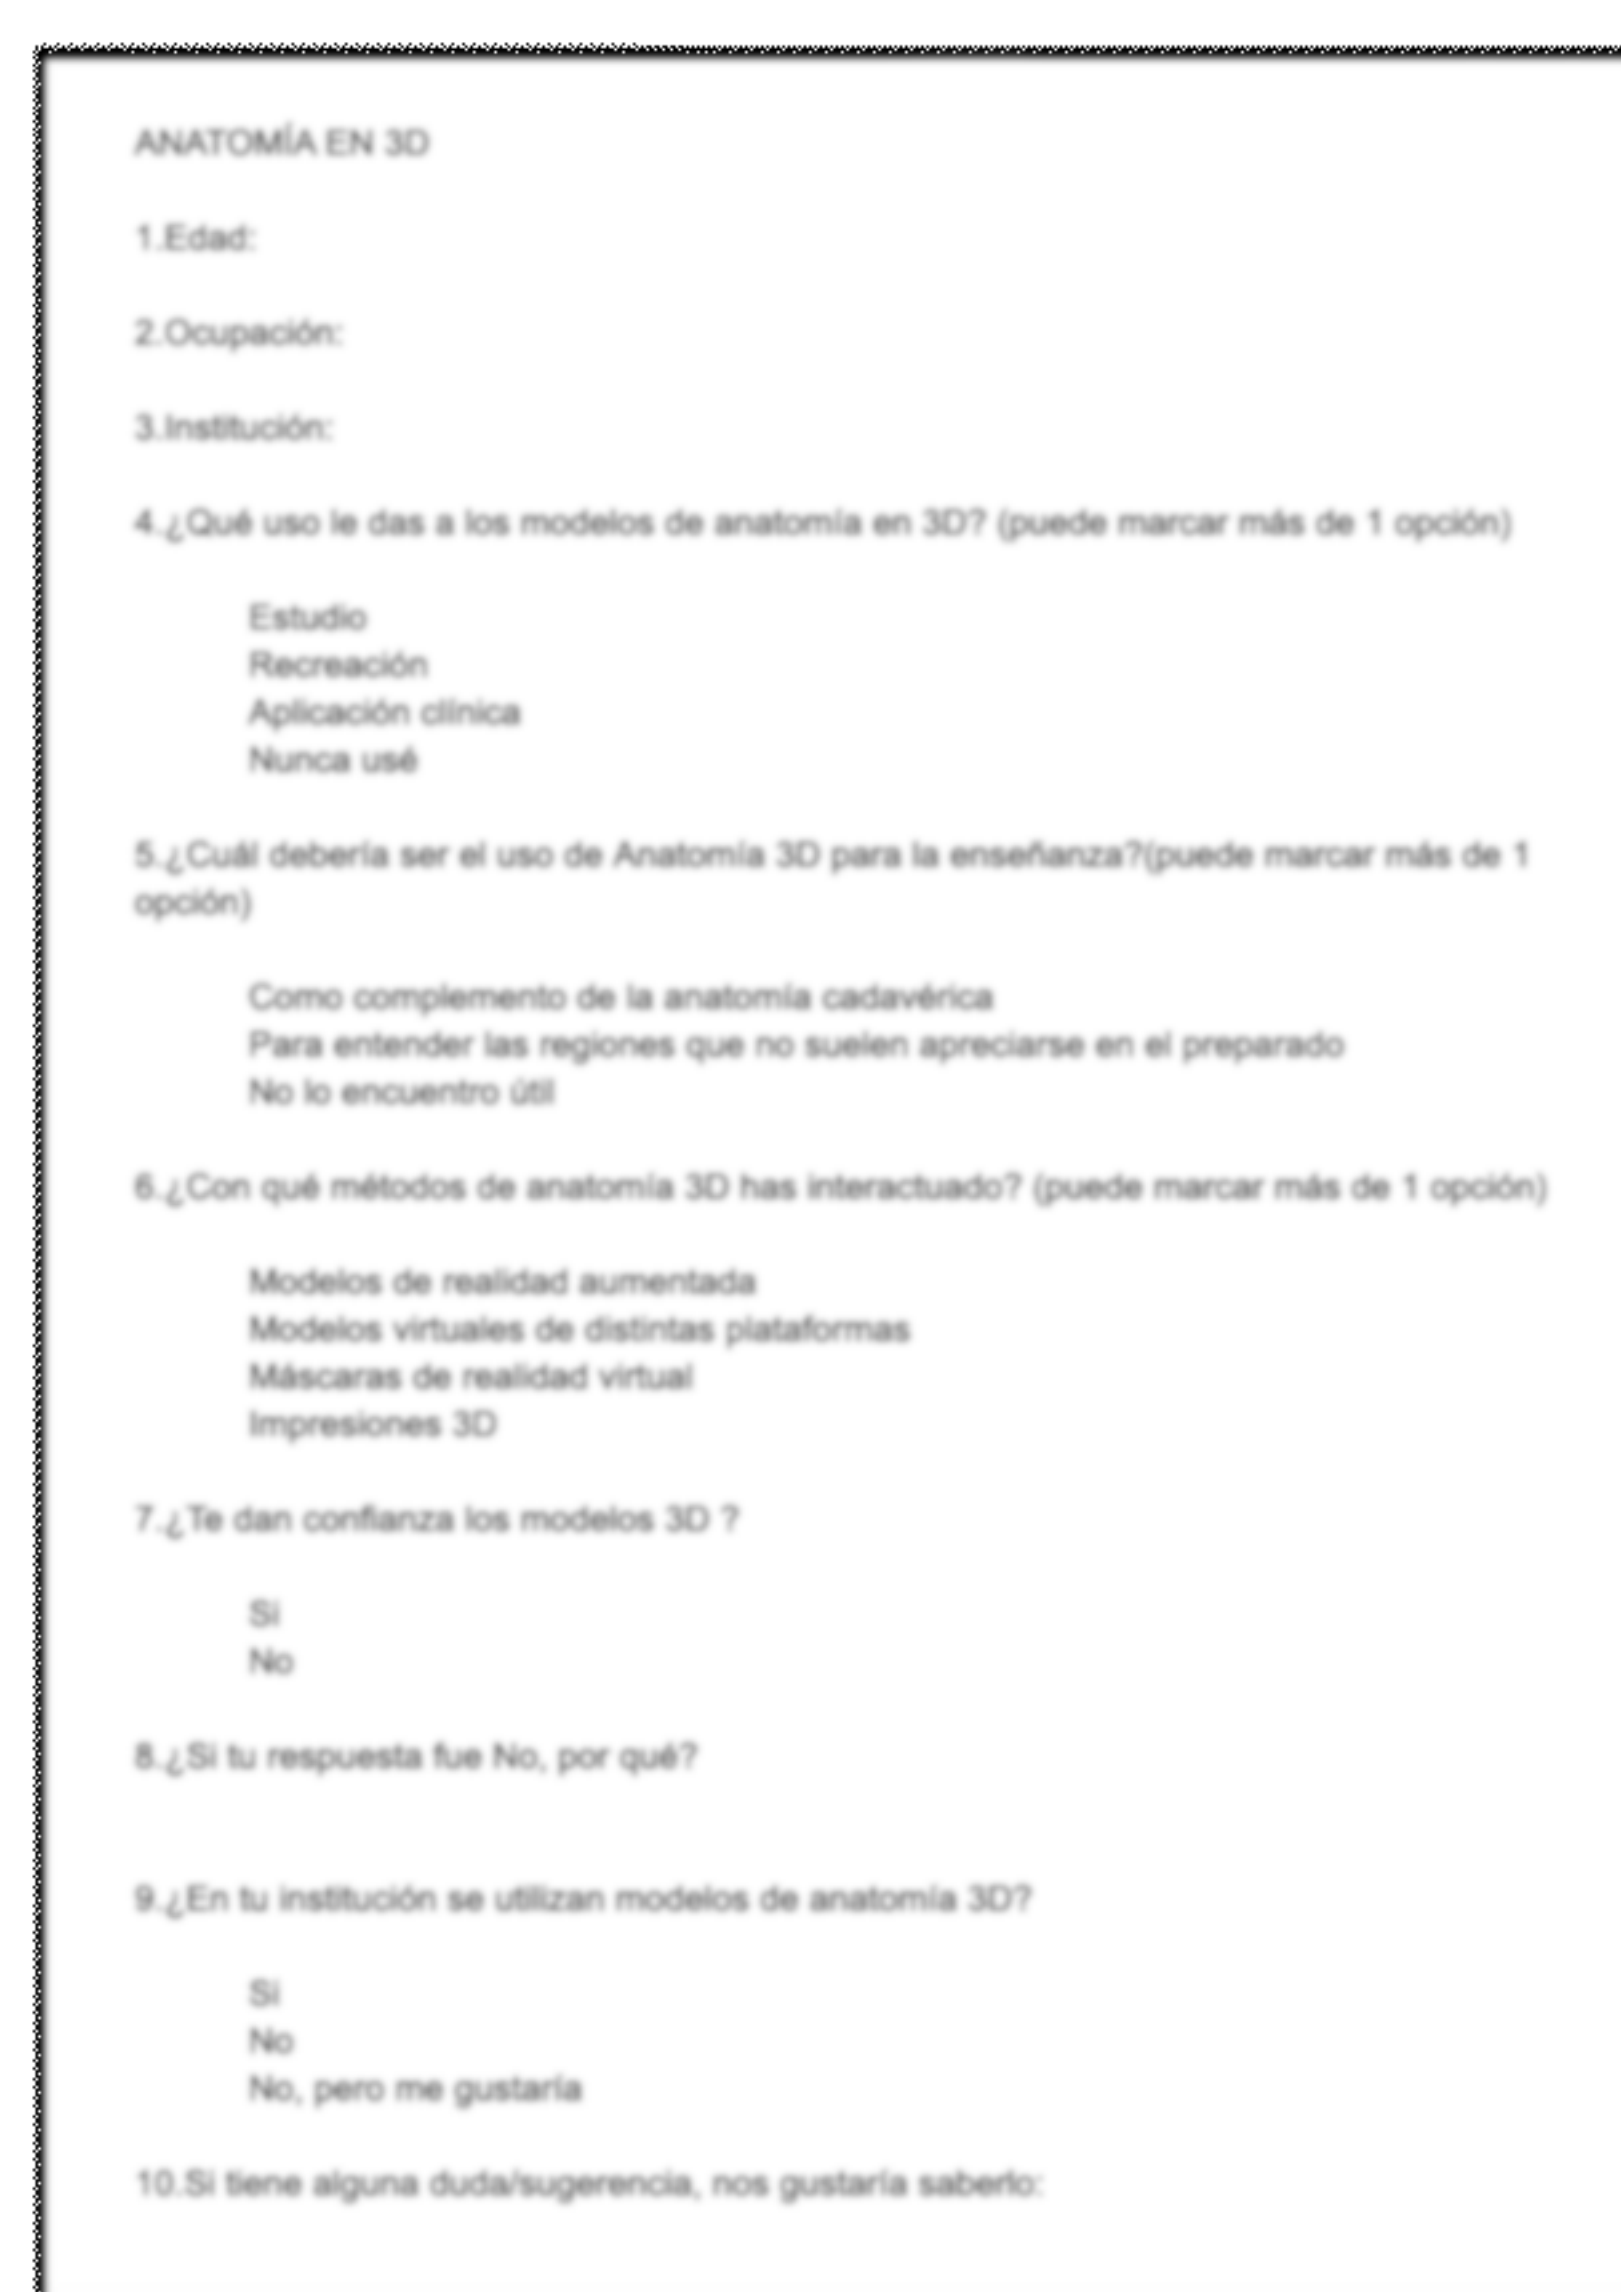 ANATOMÍA EN 3D
1.Edad:
2.Ocupación:
3.Institución:
4.¿Qué uso le das a los modelos de anatomía en 3D? (puede marcar más de 1 opción)
Estudio
Recreación
Aplicación clínica
Nunca usé
5.¿Cuál debería ser el uso de Anatomía 3D para la enseñanza?(puede marcar más de 1
opción)
Como complemento de la anatomía cadavérica
Para entender las regiones que no suelen apreciarse en el preparado
No lo encuentro útil
6.¿Con qué métodos de anatomía 3D has interactuado? (puede marcar más de 1 opción)
Modelos de realidad aumentada
Modelos virtuales de distintas plataformas
Máscaras de realidad virtual
Impresiones 3D
7.¿Te dan confianza los modelos 3D ?
Si
No
8.¿Si tu respuesta fue No, por qué?
9.¿En tu institución se utilizan modelos de anatomía 3D?
Si
No
No, pero me gustaría
10.Si tiene alguna duda/sugerencia, nos gustaría saberlo: